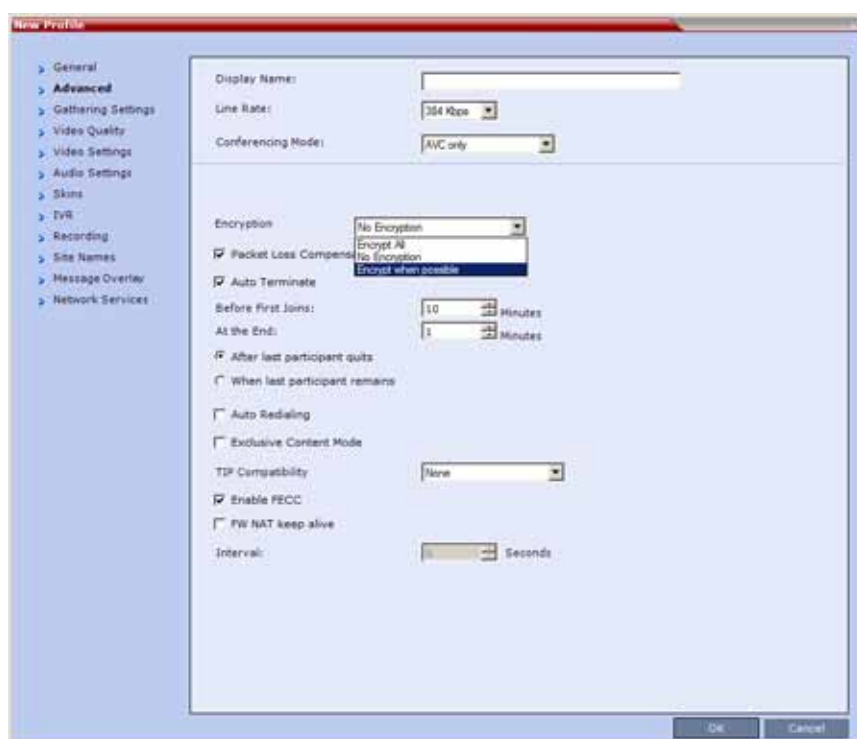 New Profile
General
Advanced
Gathering Settings
Video Quality
Video Settings
Audio Settings
Skins
IVR
Recording
Site Names
Message Overlay
Network Services
Display Name:
Line Rate: 384 Kbps
Conferencing Mode: AVC only
Encryption No Encryption
Encrypt All
No Encryption
Encrypt when possible
Packet Loss Compens
Auto Terminate
Before First Joins: 10 Minutes
At the End: 1 Minutes
After last participant quits
When last participant remains
Auto Redialing
Exclusive Content Mode
TIP Compatibility None
Enable FECC
FW NAT keep alive
Interval: Seconds
OK Cancel